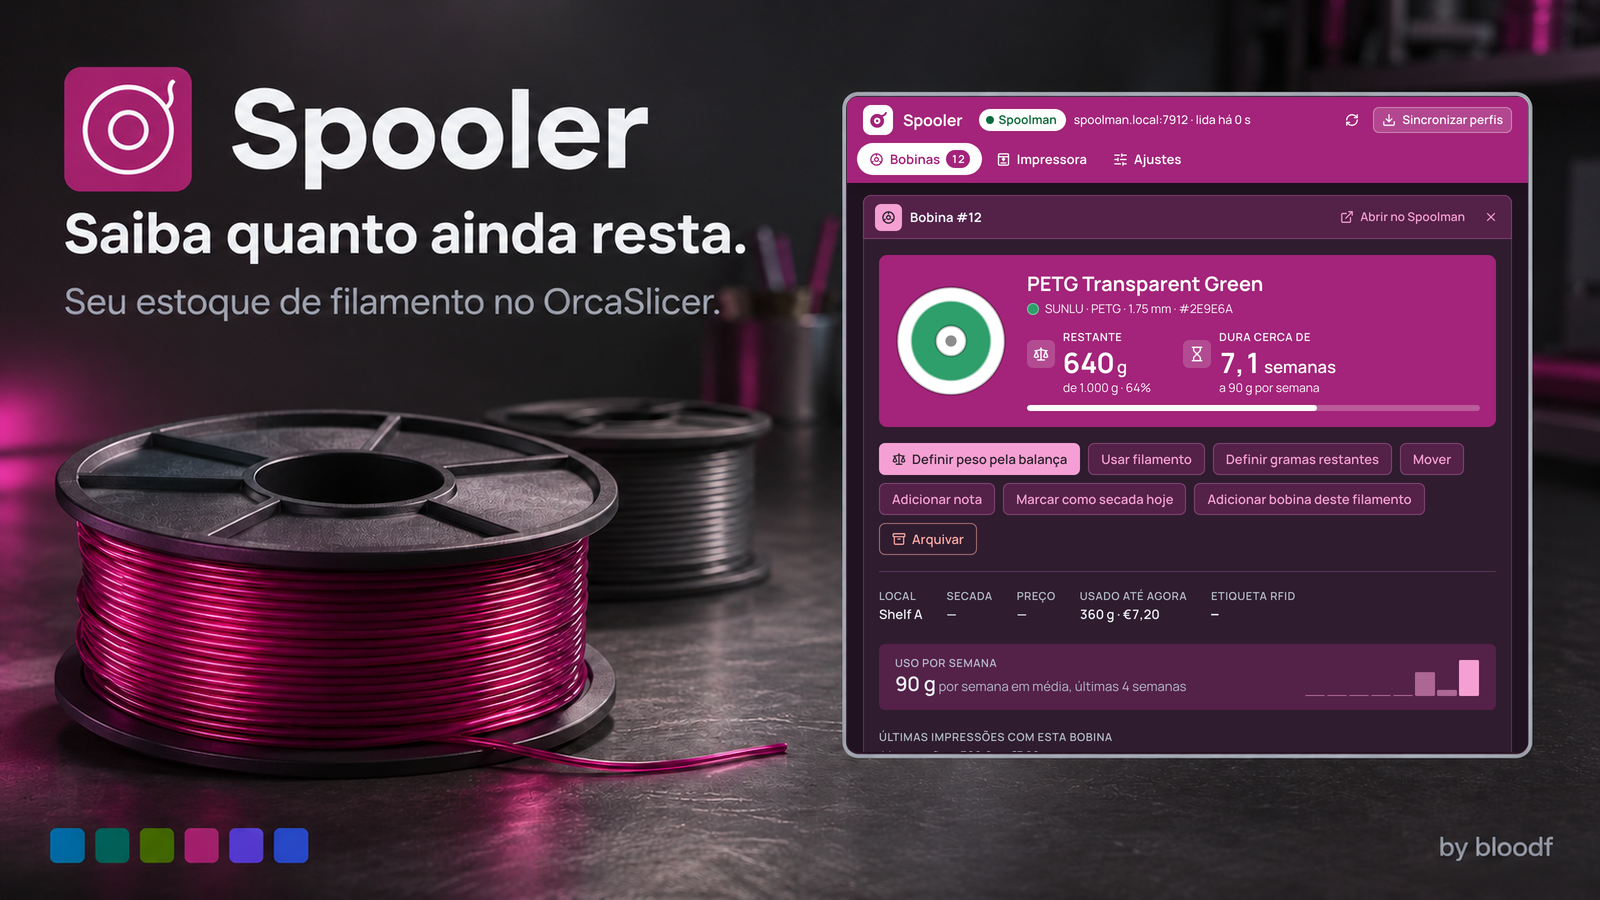 Spooler
Saiba quanto ainda resta.
Seu estoque de filamento no OrcaSlicer.
Spooler
Spoolman
spoolman.local:7912 · lida há 0 s
Sincronizar perfis
Bobinas 12
Impressora
Ajustes
Bobina #12
Abrir no Spoolman
PETG Transparent Green
SUNLU · PETG · 1.75 mm · #2E9E6A
RESTANTE
640 g
de 1.000 g · 64%
DURA CERCA DE
7,1 semanas
a 90 g por semana
Definir peso pela balança
Usar filamento
Definir gramas restantes
Mover
Adicionar nota
Marcar como secada hoje
Adicionar bobina deste filamento
Arquivar
LOCAL
Shelf A
SECADA
—
PREÇO
—
USADO ATÉ AGORA
360 g · €7,20
ETIQUETA RFID
–
USO POR SEMANA
90 g por semana em média, últimas 4 semanas
ÚLTIMAS IMPRESSÕES COM ESTA BOBINA
by bloodf